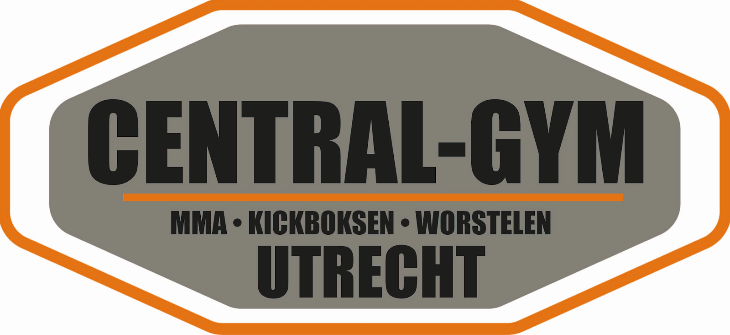 CENTRAL-GYM
MMA • KICKBOKSEN • WORSTELEN
UTRECHT